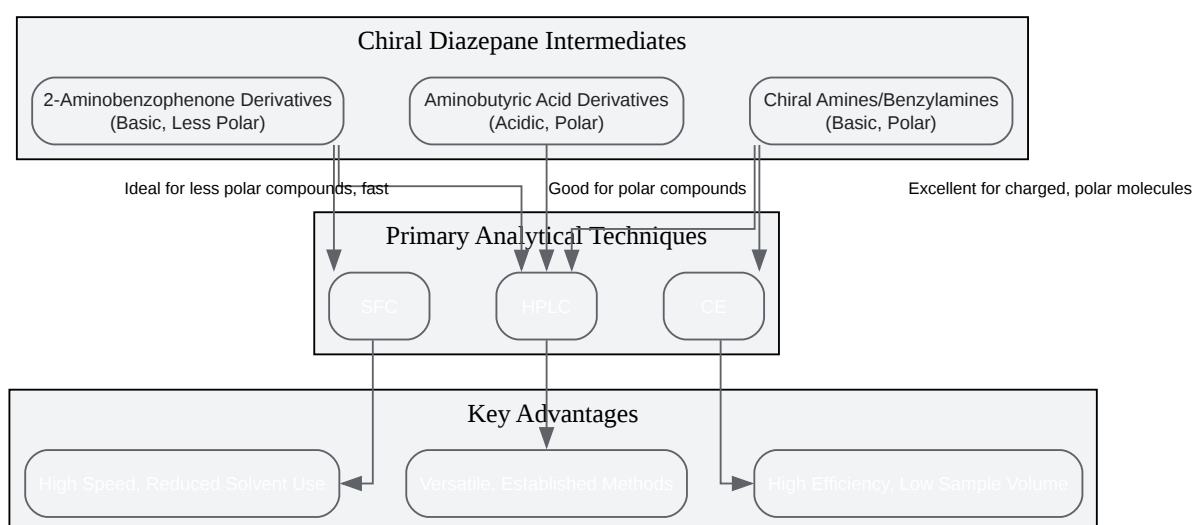 Chiral Diazepane Intermediates
2-Aminobenzophenone Derivatives
(Basic, Less Polar)
Aminobutyric Acid Derivatives
(Acidic, Polar)
Chiral Amines/Benzylamines
(Basic, Polar)
Ideal for less polar compounds, fast
Good for polar compounds
Excellent for charged, polar molecules
Primary Analytical Techniques
SFC
HPLC
CE
Key Advantages
High Speed, Reduced Solvent Use
Versatile, Established Methods
High Efficiency, Low Sample Volume